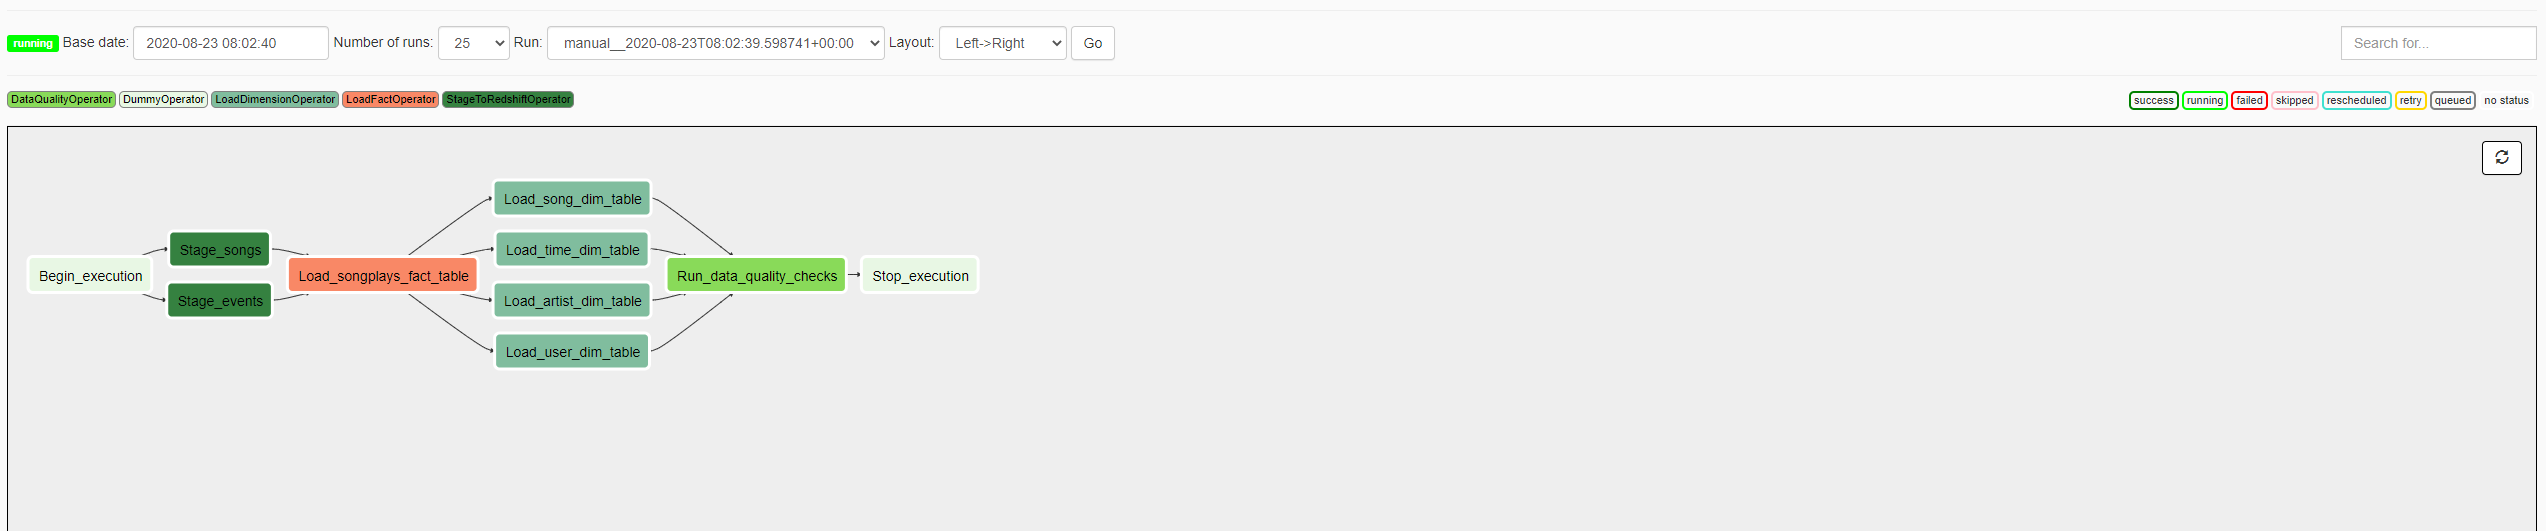 running Base date: 2020-08-23 08:02:40 Number of runs: 25 Run: manual__2020-08-23T08:02:39.598741+00:00 Layout: Left->Right Go Search for...
DataQualityOperator DummyOperator LoadDimensionOperator LoadFactOperator StageToRedshiftOperator success running failed skipped rescheduled retry queued no status
Load_song_dim_table
Stage_songs Load_time_dim_table
Begin_execution Load_songplays_fact_table Run_data_quality_checks Stop_execution
Stage_events Load_artist_dim_table
Load_user_dim_table